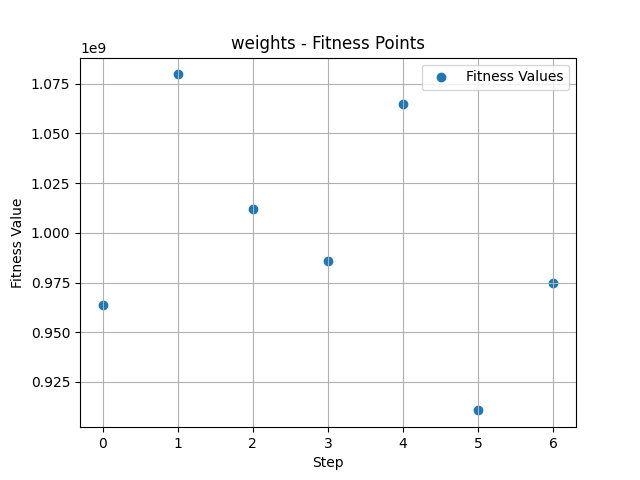 weights - Fitness Points
1e9
Fitness Values
1.075
1.050
1.025
1.000
0.975
0.950
0.925
Fitness Value
0 1 2 3 4 5 6
Step